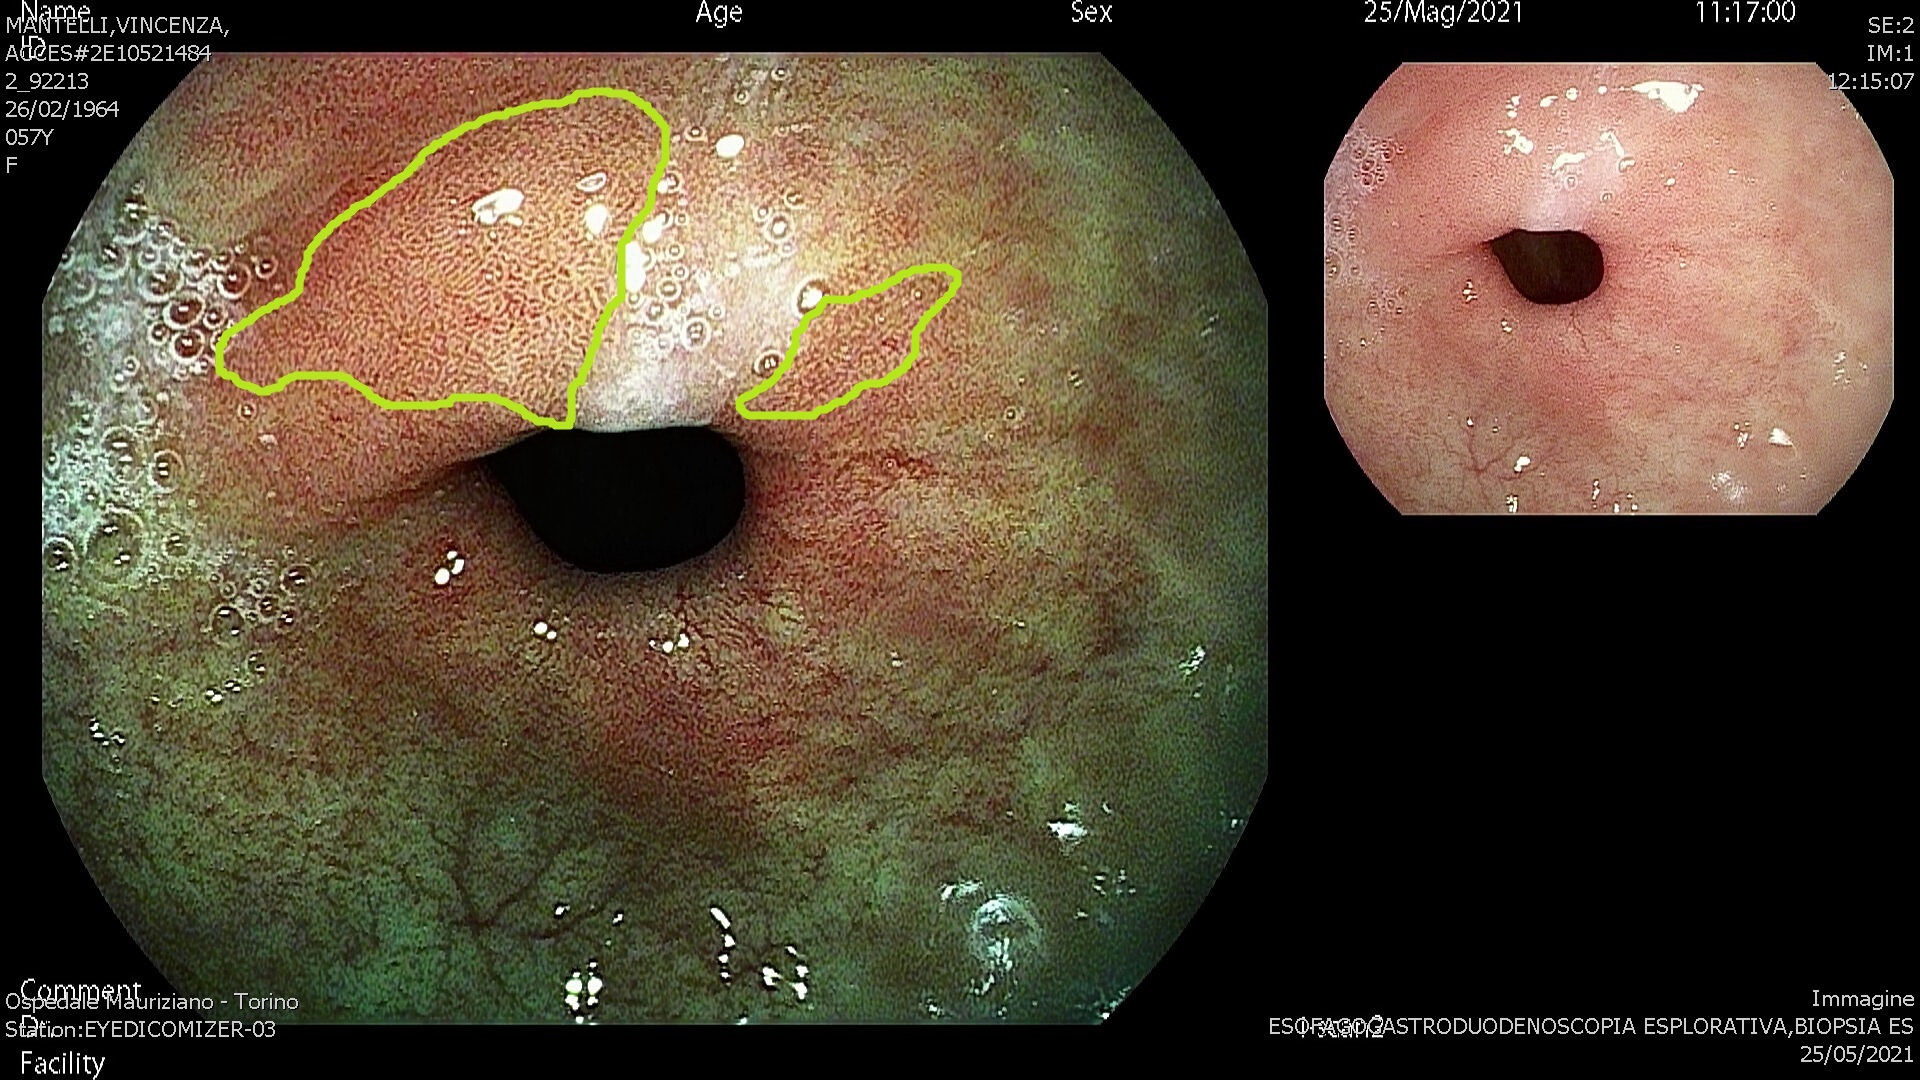 Name Age Sex 25/Mag/2021 11:17:00
MANTELLI,VINCENZA,
ID
ACCES#2E10521484
2_92213
26/02/1964
057Y
F
SE:2
IM:1
12:15:07
Comment
Ospedale Mauriziano - Torino
Station:EYEDICOMIZER-03
Facility
Immagine
ESOFAGOGASTRODUODENOSCOPIA ESPLORATIVA,BIOPSIA ES
25/05/2021